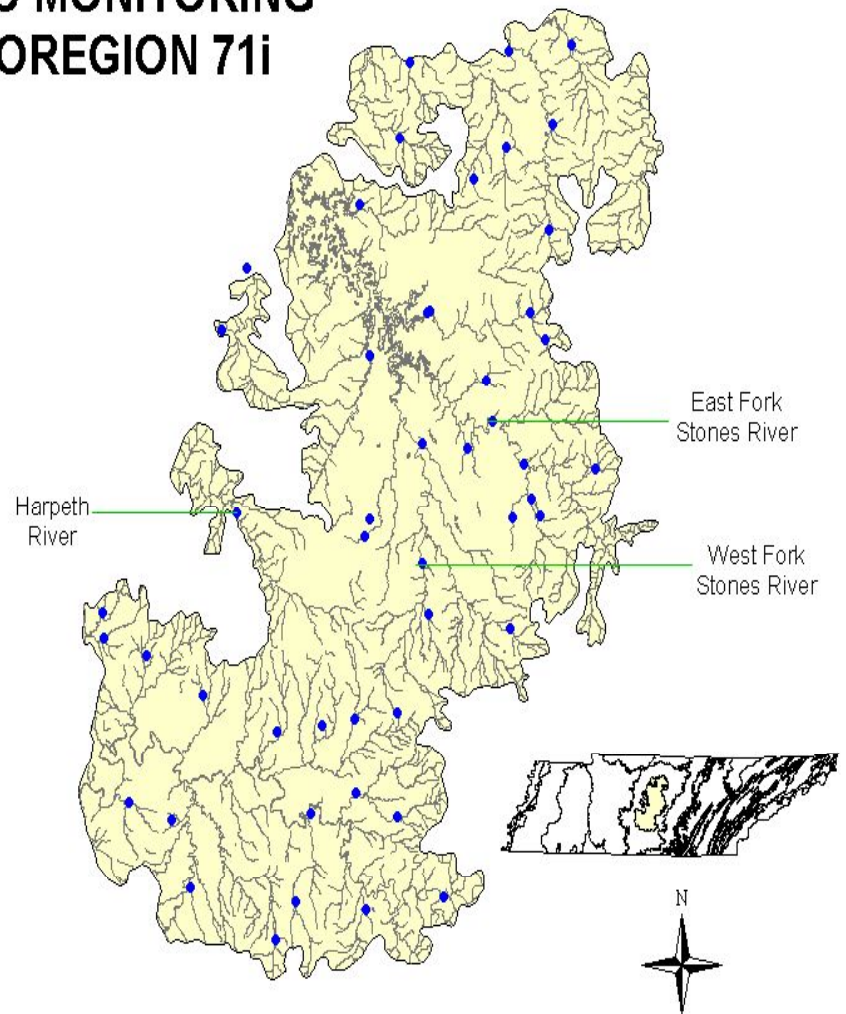 MONITORING
OREGION 71i
East Fork
Stones River
Harpeth
River
West Fork
Stones River
N